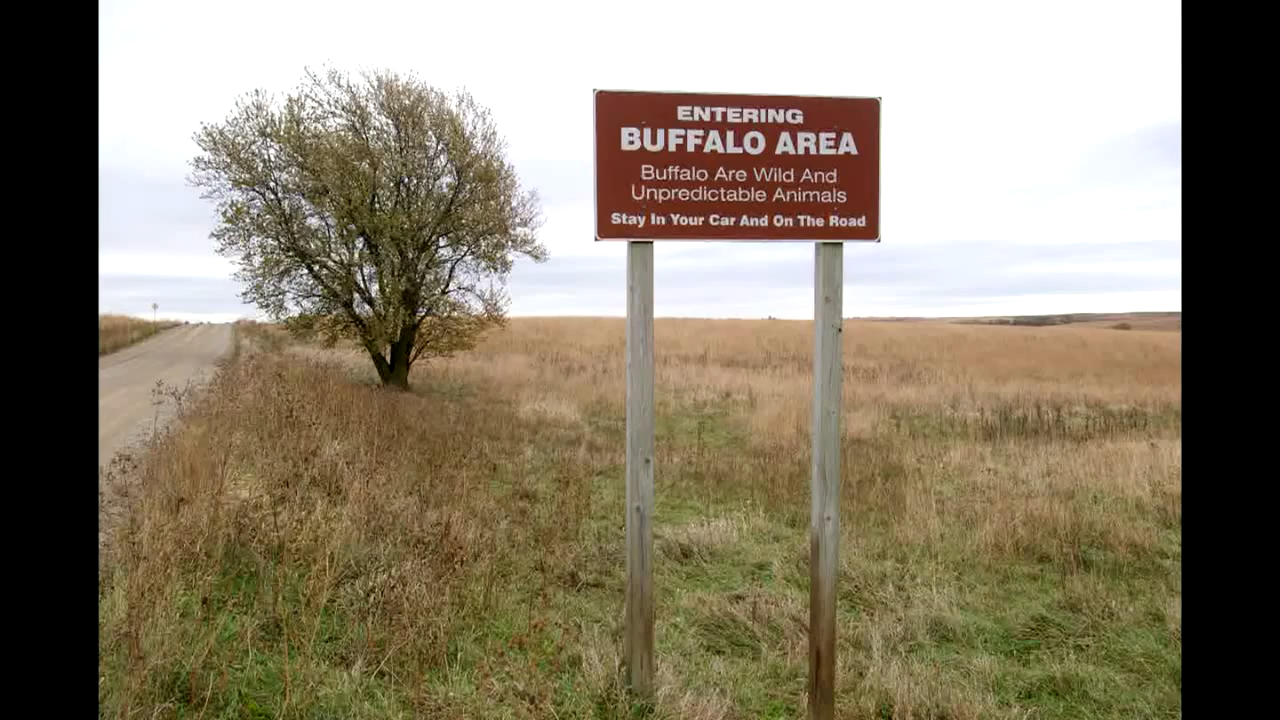 ENTERING
BUFFALO AREA
Buffalo Are Wild And
Unpredictable Animals
Stay In Your Car And On The Road